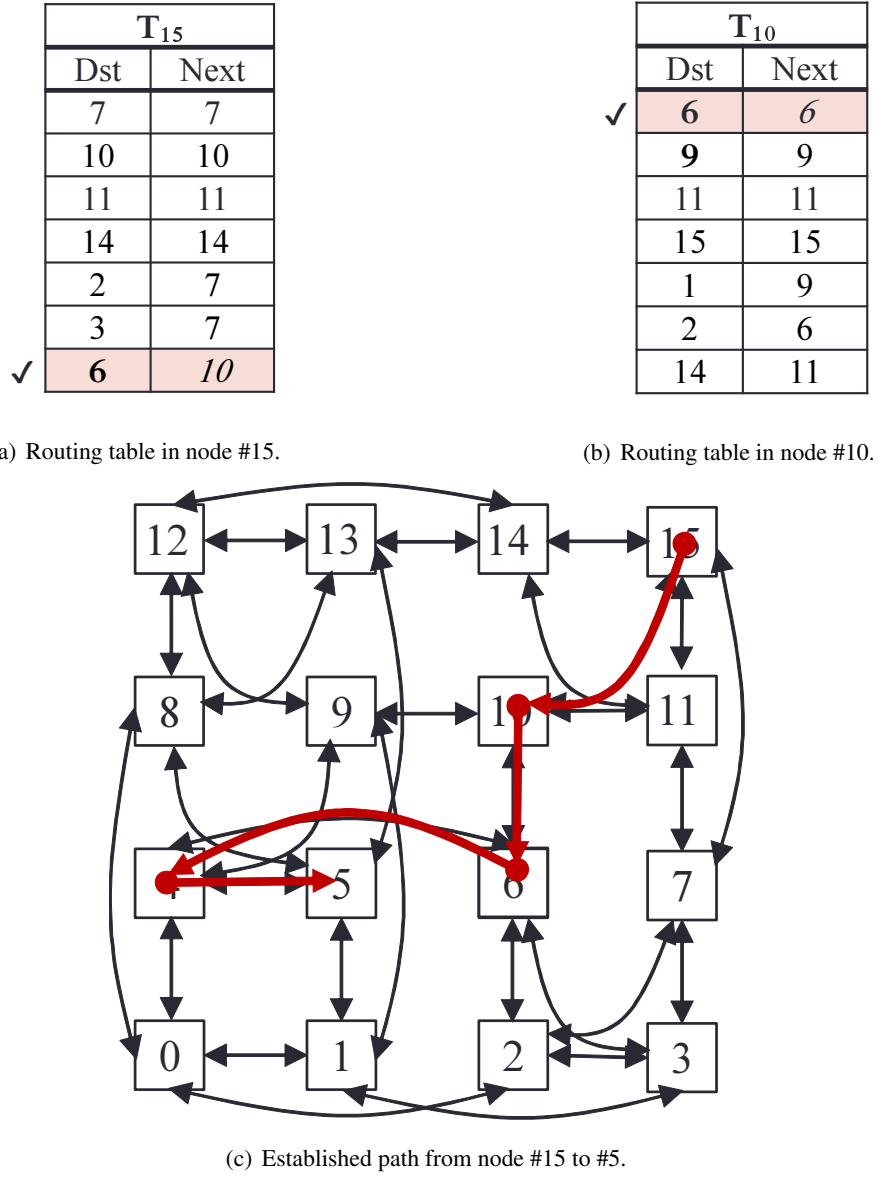 T15
Dst Next
7 7
10 10
11 11
14 14
2 7
3 7
✓ 6 10
T10
Dst Next
✓ 6 6
9 9
11 11
15 15
1 9
2 6
14 11
a) Routing table in node #15.
(b) Routing table in node #10.
12 13 14 15
8 9 10 11
4 5 6 7
0 1 2 3
(c) Established path from node #15 to #5.